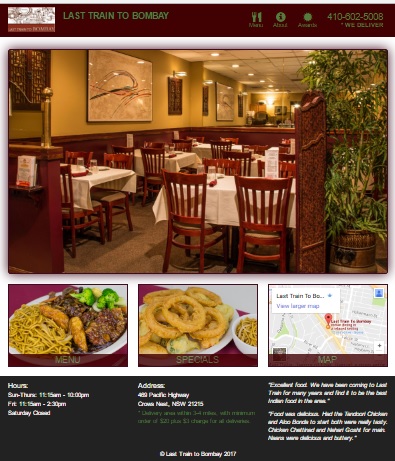 LAST TRAIN TO BOMBAY
Menu About Awards
410-602-5008
* WE DELIVER
MENU
SPECIALS
MAP
Last Train To Bo...
View larger map
Last Train To Bombay
Hours:
Sun-Thurs: 11:15am - 10:00pm
Fri: 11:15am - 2:30pm
Saturday Closed
Address:
469 Pacific Highway
Crows Nest, NSW 21215
* Delivery area within 3-4 miles, with minimum
order of $20 plus $3 charge for all deliveries.
"Excellent food. We have been coming to Last
Train for many years and find it to be the best
Indian food in the area."
"Food was delicious. Had the Tandoori Chicken
and Aloo Bonda to start both were really tasty.
Chicken Chettinad and Nehari Gosht for main.
Naans were delicious and buttery."
© Last Train to Bombay 2017